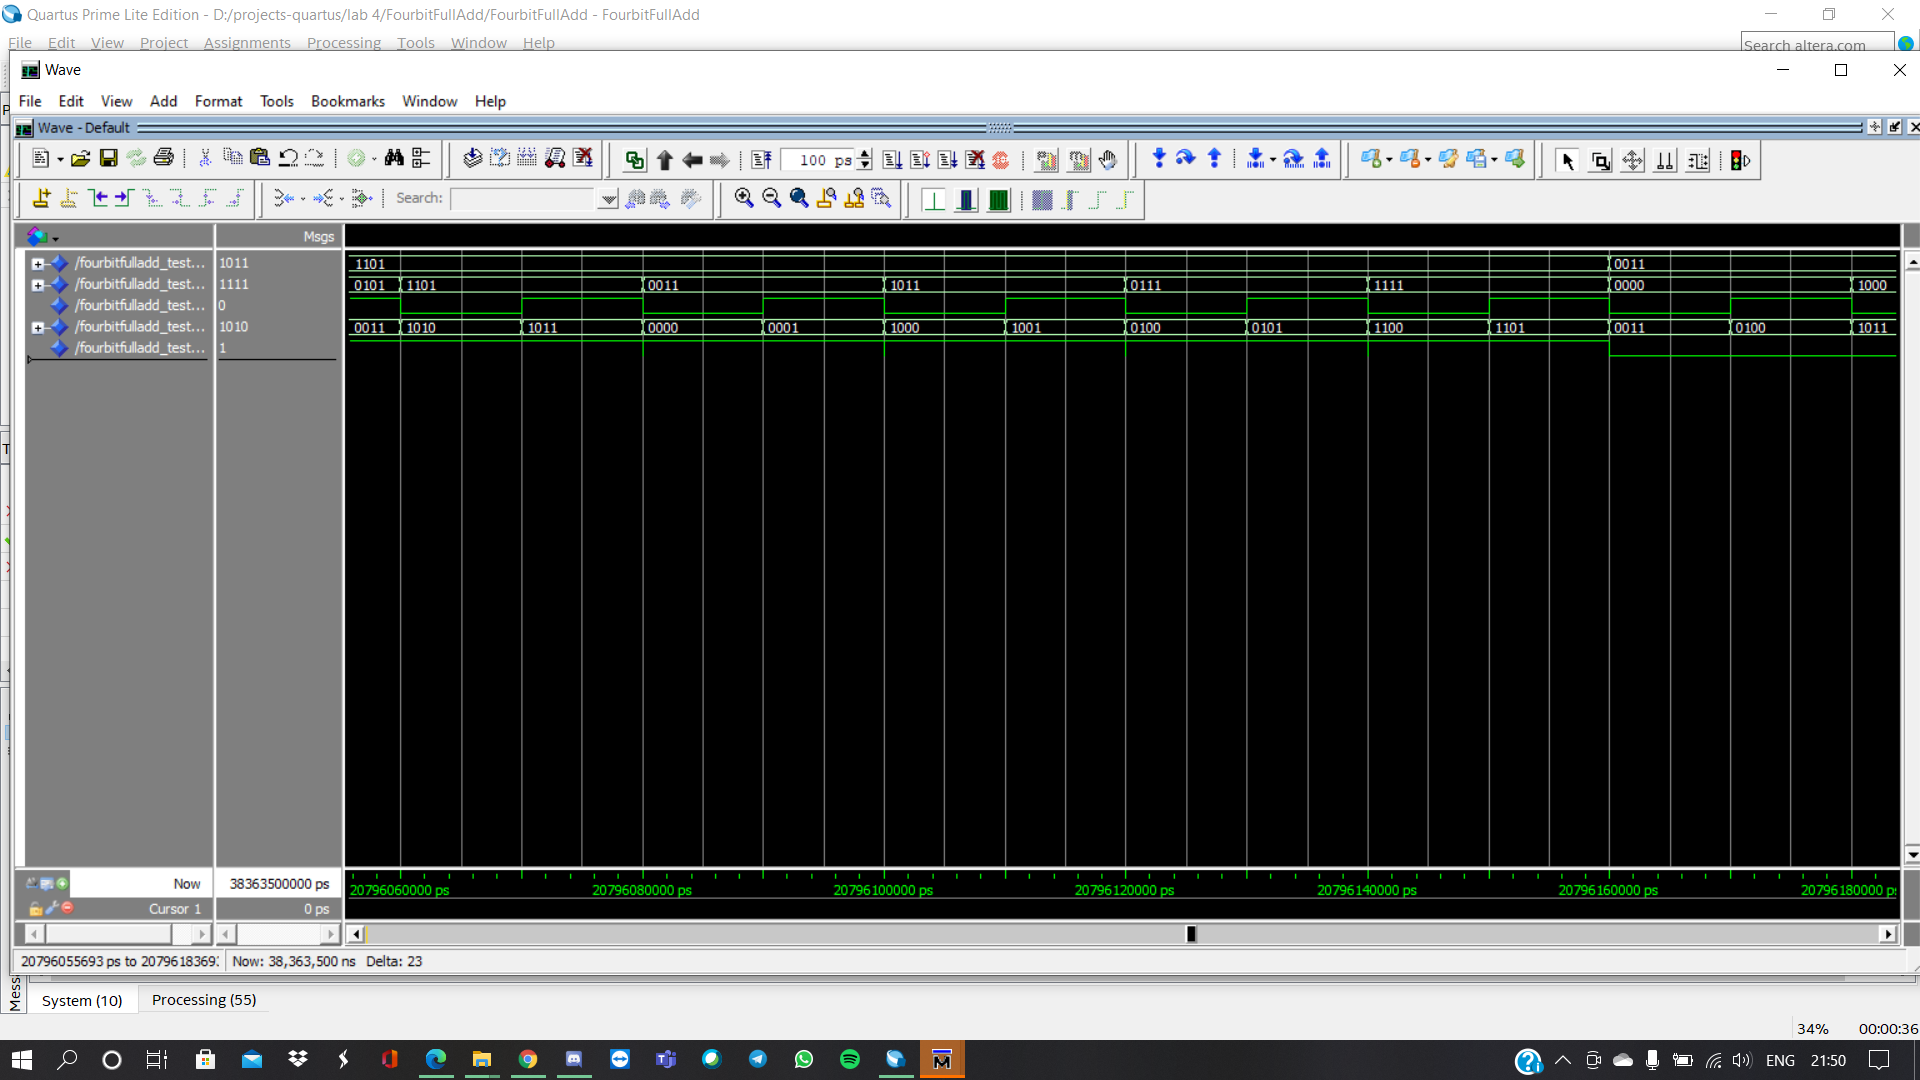 Quartus Prime Lite Edition - D:/projects-quartus/lab 4/FourbitFullAdd/FourbitFullAdd - FourbitFullAdd
File Edit View Project Assignments Processing Tools Window Help
Search altera.com
Wave
File Edit View Add Format Tools Bookmarks Window Help
Wave - Default
100 ps
Search:
Msgs
/fourbitfulladd_test... 1011 1101 0011
/fourbitfulladd_test... 1111 0101 1101 0011 1011 0111 1111 0000 1000
/fourbitfulladd_test... 0
/fourbitfulladd_test... 1010 0011 1010 1011 0000 0001 1000 1001 0100 0101 1100 1101 0011 0100 1011
/fourbitfulladd_test... 1
Now 38363500000 ps 20796060000 ps 20796080000 ps 20796100000 ps 20796120000 ps 20796140000 ps 20796160000 ps 20796180000 ps
Cursor 1 0 ps
20796055693 ps to 2079618369 Now: 38,363,500 ns Delta: 23
Mess
System (10) Processing (55)
34% 00:00:36
ENG 21:50